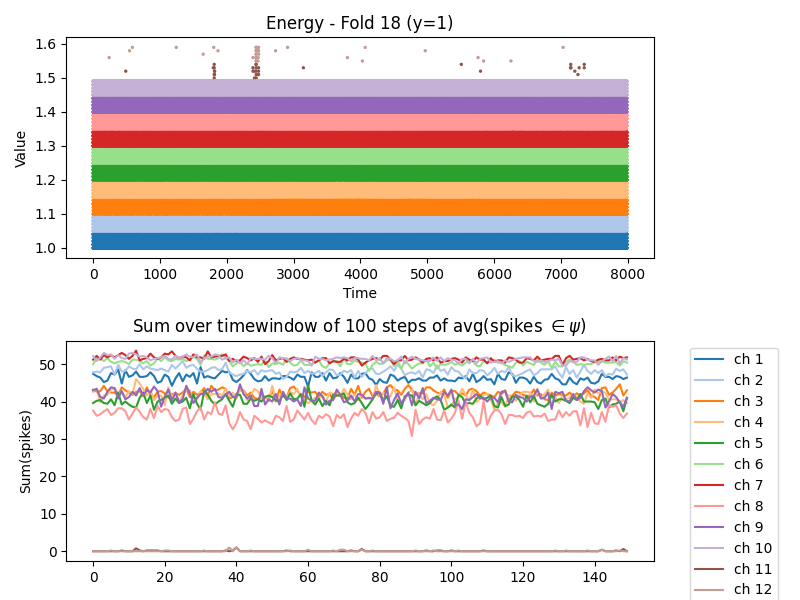 Energy - Fold 18 (y=1)
1.6
1.5
1.4
1.3
1.2
1.1
1.0
Value
0 1000 2000 3000 4000 5000 6000 7000 8000
Time
Sum over timewindow of 100 steps of avg(spikes ∈ ψ)
50
40
30
20
10
0
Sum(spikes)
0 20 40 60 80 100 120 140
ch 1
ch 2
ch 3
ch 4
ch 5
ch 6
ch 7
ch 8
ch 9
ch 10
ch 11
ch 12